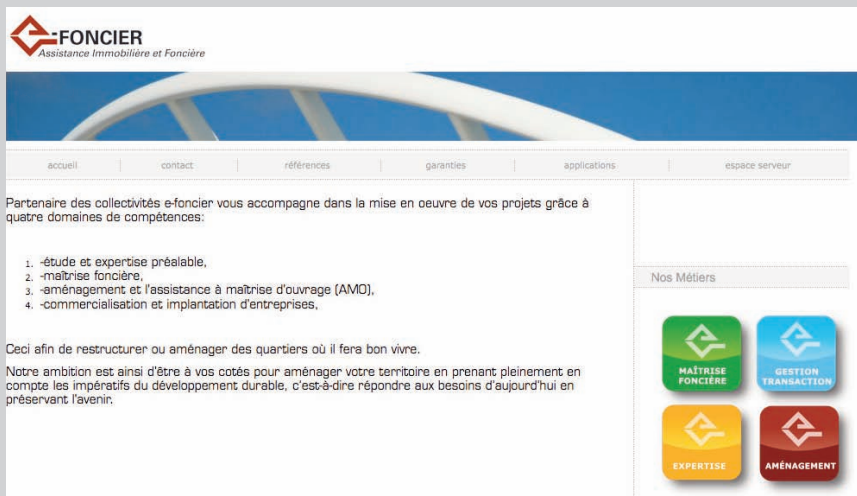 e-FONCIER
Assistance Immobilière et Foncière
accueil contact références garanties applications espace serveur
Partenaire des collectivités e-foncier vous accompagne dans la mise en oeuvre de vos projets grâce à
quatre domaines de compétences:
1. -étude et expertise préalable,
2. -maîtrise foncière,
3. -aménagement et l'assistance à maîtrise d'ouvrage (AMO),
4. -commercialisation et implantation d'entreprises,
Ceci afin de restructurer ou aménager des quartiers où il fera bon vivre.
Notre ambition est ainsi d'être à vos cotés pour aménager votre territoire en prenant pleinement en
compte les impératifs du développement durable, c'est-à-dire répondre aux besoins d'aujourd'hui en
préservant l'avenir.
Nos Métiers
MAÎTRISE
FONCIÈRE
GESTION
TRANSACTION
EXPERTISE
AMÉNAGEMENT